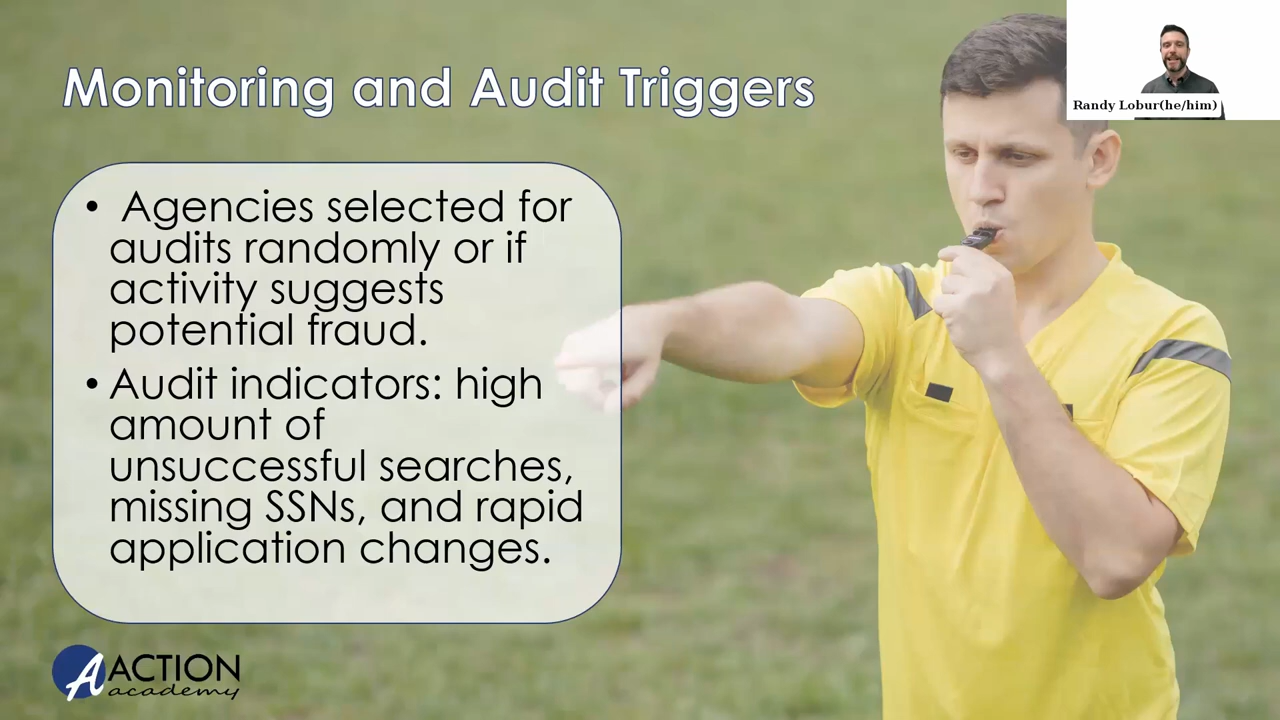 Monitoring and Audit Triggers
Randy Lobur(he/him)
• Agencies selected for
audits randomly or if
activity suggests
potential fraud.
• Audit indicators: high
amount of
unsuccessful searches,
missing SSNs, and rapid
application changes.
A ACTION
academy